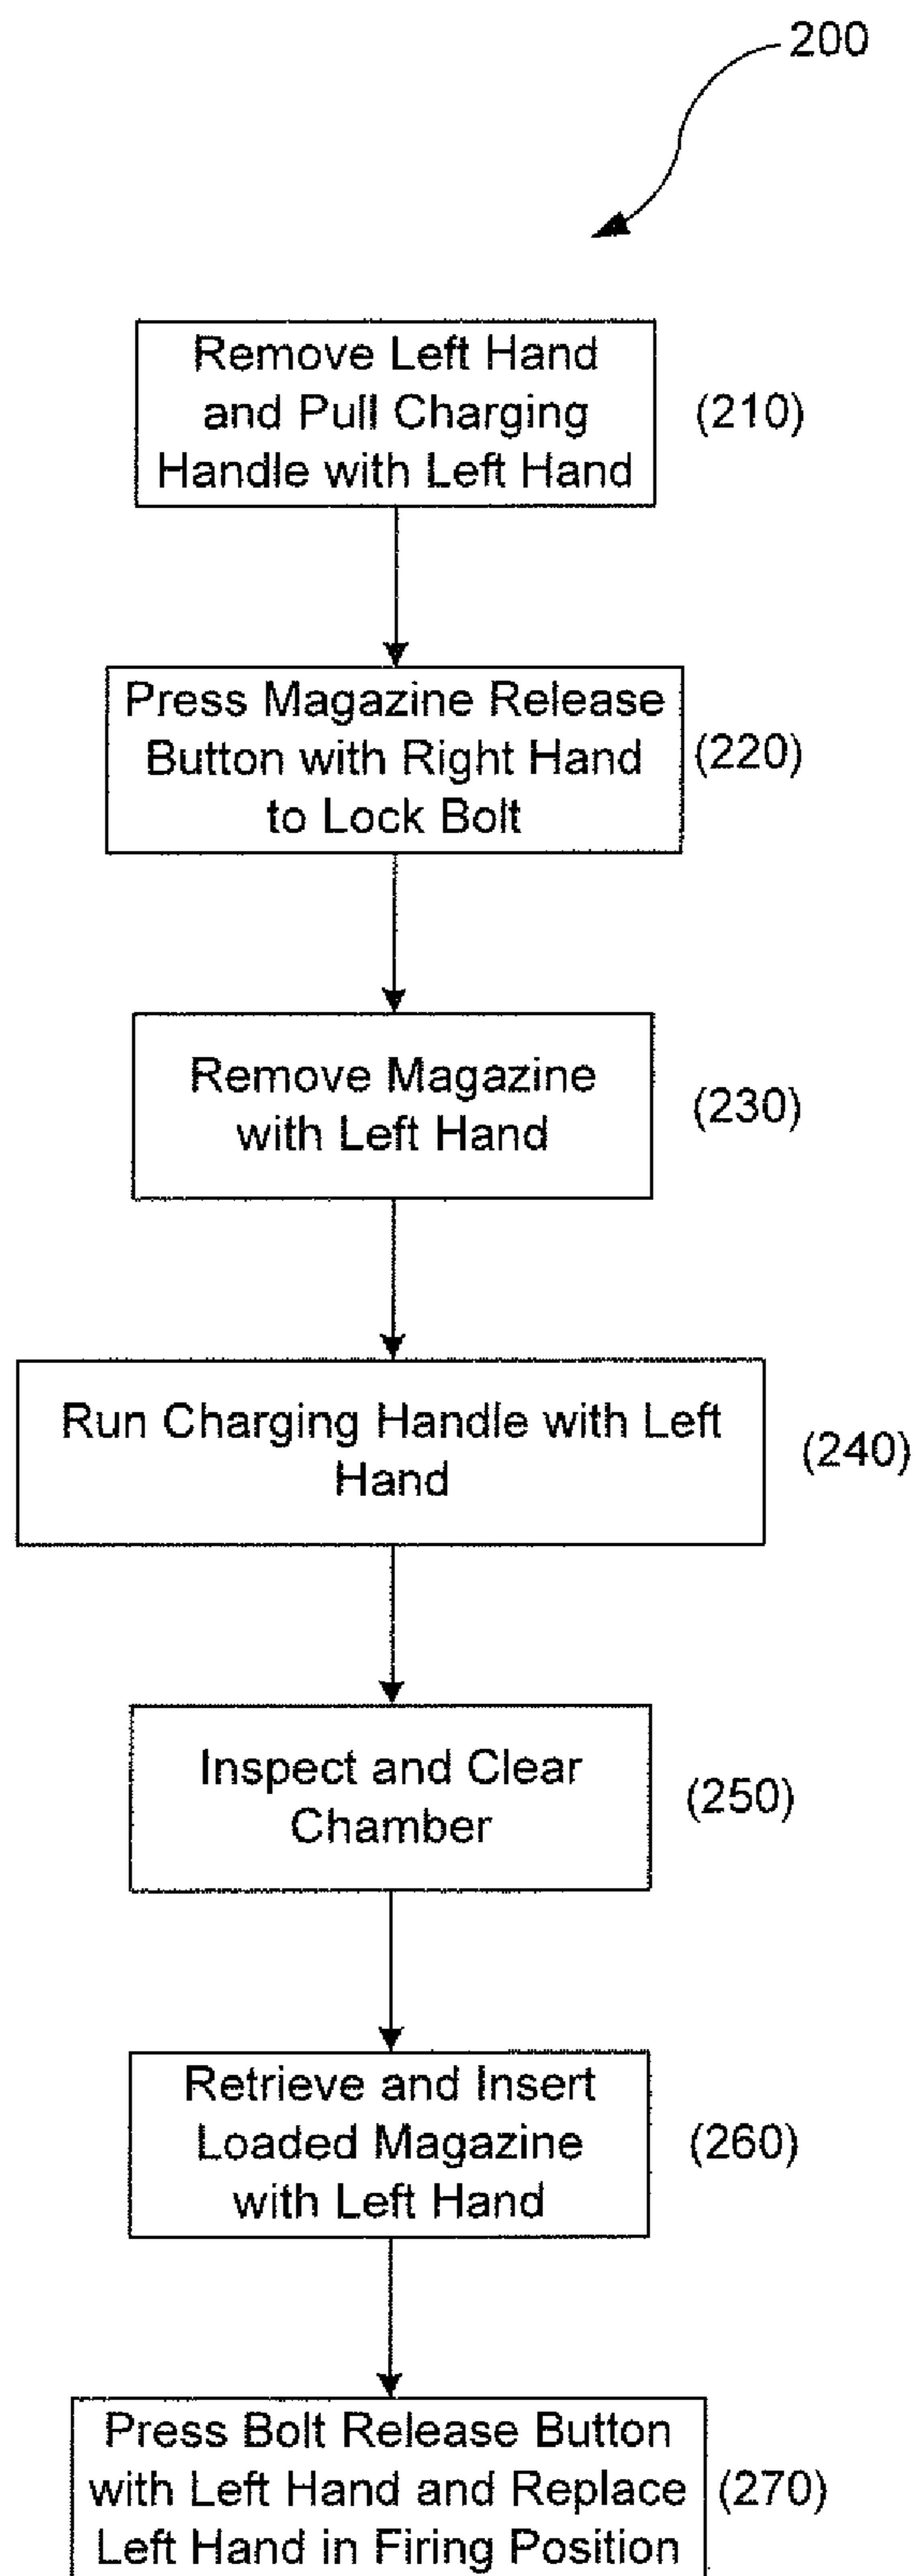 200
Remove Left Hand
and Pull Charging
Handle with Left Hand
(210)
Press Magazine Release
Button with Right Hand
to Lock Bolt
(220)
Remove Magazine
with Left Hand
(230)
Run Charging Handle with Left
Hand
(240)
Inspect and Clear
Chamber
(250)
Retrieve and Insert
Loaded Magazine
with Left Hand
(260)
Press Bolt Release Button
with Left Hand and Replace
Left Hand in Firing Position
(270)